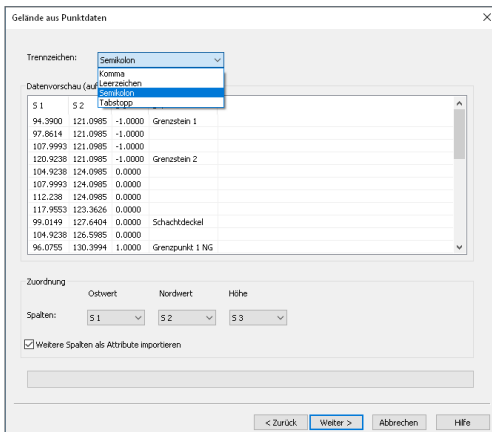 Gelände aus Punktdaten
Trennzeichen: Semikolon
Komma
Leerzeichen
Semikolon
Tabstopp
Datenvorschau (auf
S 1 S 2
94.3900 121.0985 -1.0000 Grenzstein 1
97.8614 121.0985 -1.0000
107.9993 121.0985 -1.0000
120.9238 121.0985 -1.0000 Grenzstein 2
104.9238 124.0985 0.0000
107.9993 124.0985 0.0000
112.238 124.0985 0.0000
117.9553 123.3626 0.0000
99.0149 127.6404 0.0000 Schachtdeckel
104.9238 126.5985 0.0000
96.0755 130.3994 1.0000 Grenzpunkt 1 NG
Zuordnung
Ostwert Nordwert Höhe
Spalten: S 1 S 2 S 3
Weitere Spalten als Attribute importieren
< Zurück Weiter > Abbrechen Hilfe